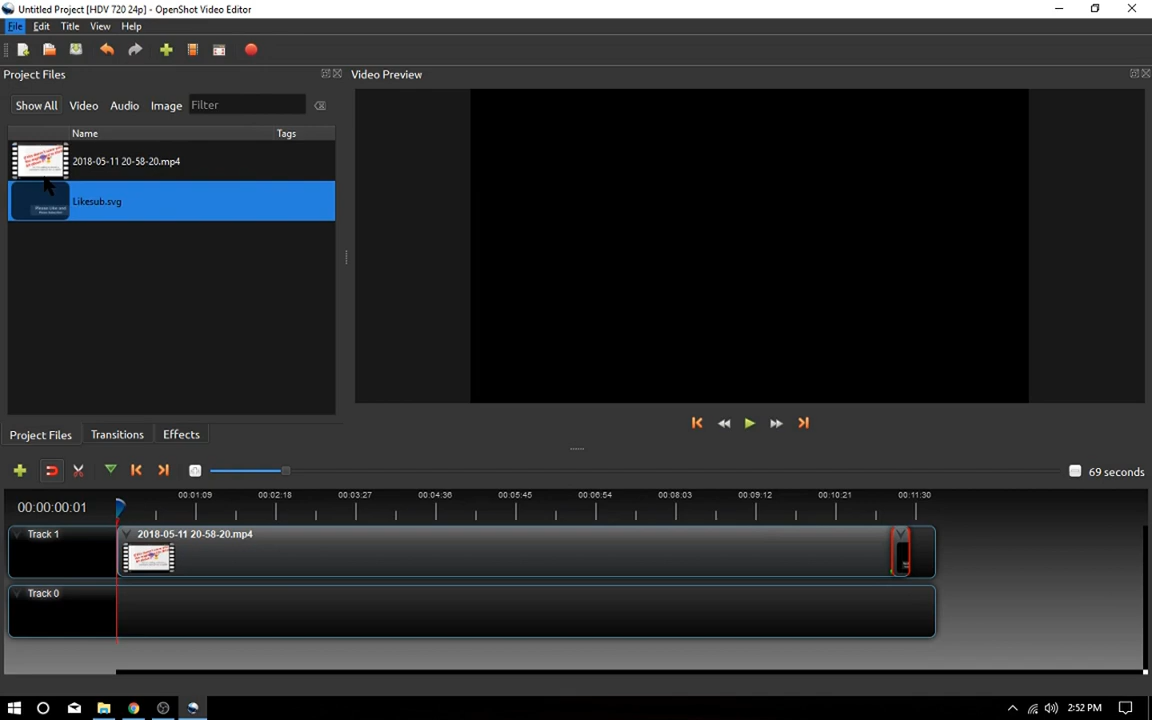 Untitled Project [HDV 720 24p] - OpenShot Video Editor
File Edit Title View Help
Project Files
Video Preview
Show All Video Audio Image Filter
Name Tags
2018-05-11 20-58-20.mp4
Please Like and
Likesub.svg
Project Files Transitions Effects
69 seconds
00:00:00:01
00:01:09 00:02:18 00:03:27 00:04:36 00:05:45 00:06:54 00:08:03 00:09:12 00:10:21 00:11:30
Track 1
2018-05-11 20-58-20.mp4
Track 0
2:52 PM